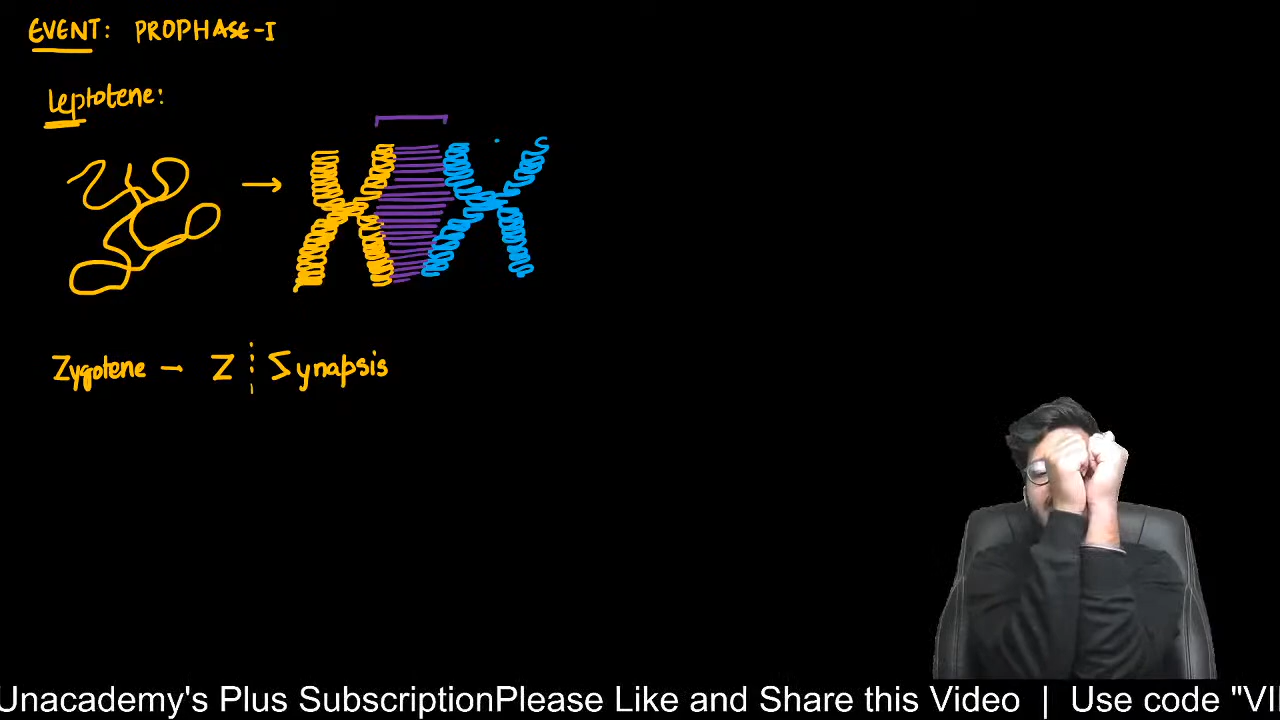 EVENT: PROPHASE-I
Leptotene:
Zygotene — Z Synapsis
Unacademy's Plus SubscriptionPlease Like and Share this Video | Use code "VI